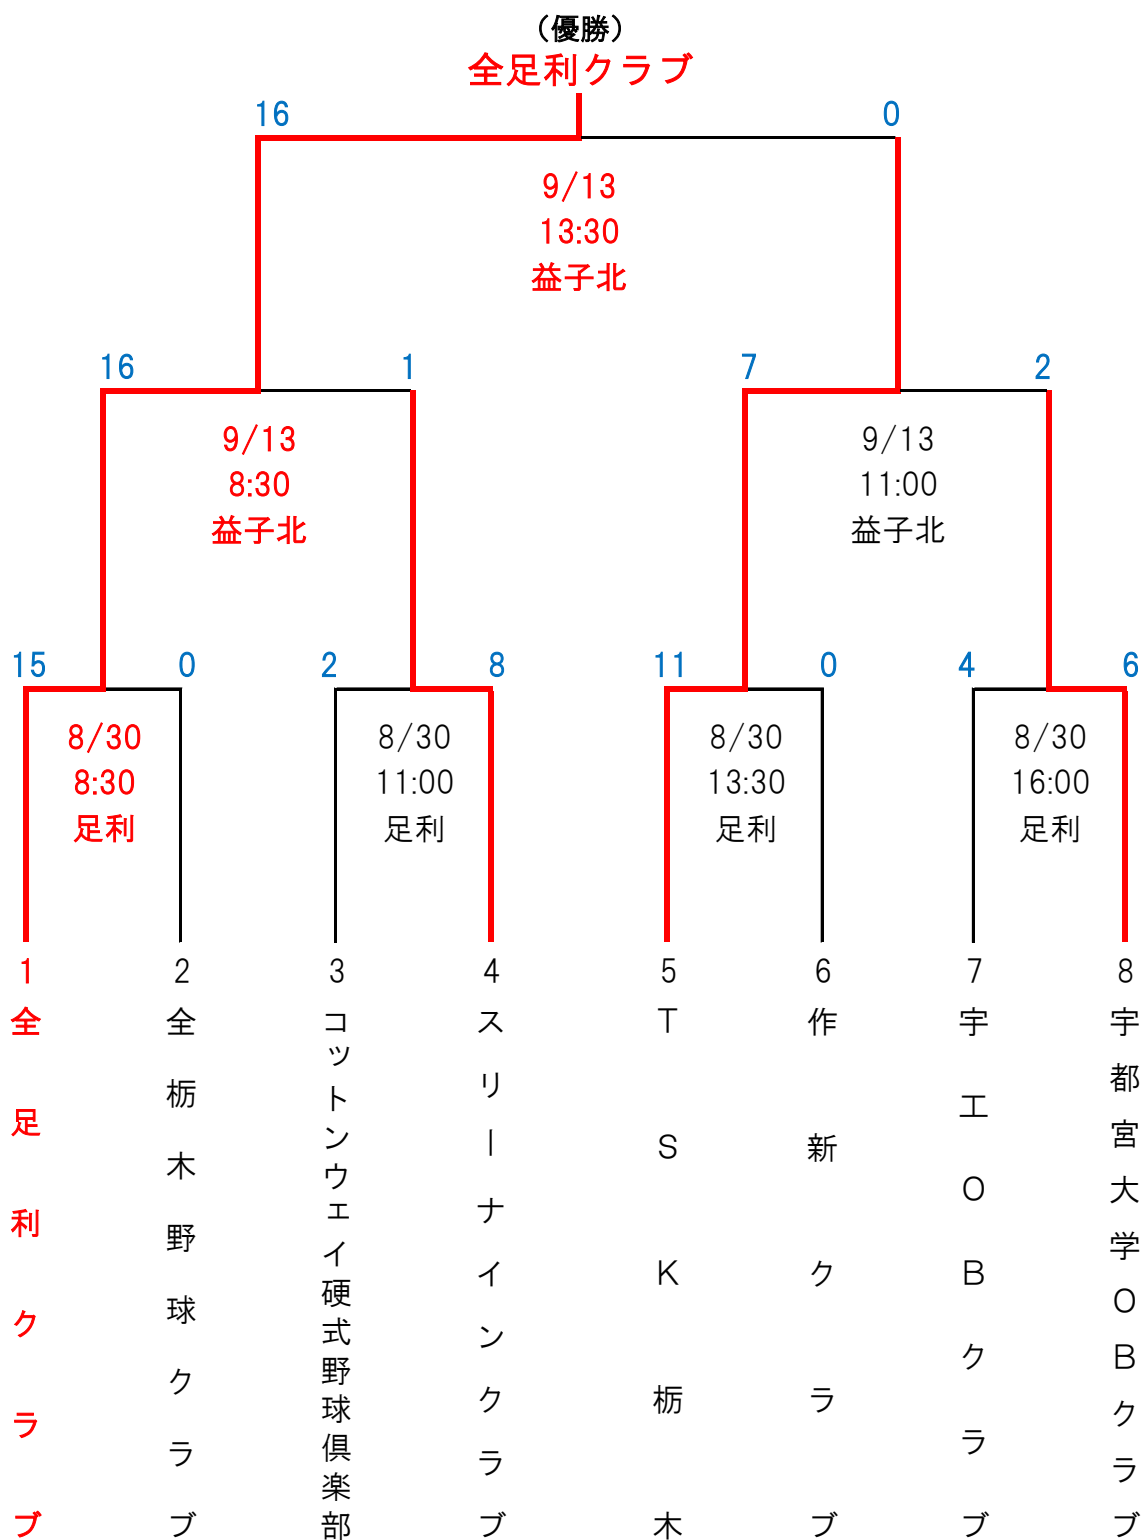 （優勝）
全足利クラブ
16
0
9/13
13:30
益子北
16
1
7
2
9/13
8:30
益子北
9/13
11:00
益子北
15
0
2
8
11
0
4
6
8/30
8:30
足利
8/30
11:00
足利
8/30
13:30
足利
8/30
16:00
足利
1
2
3
4
5
6
7
8
全足利クラブ
全栃木野球クラブ
コットンウェイ硬式野球倶楽部
スリーナインクラブ
TSK栃木
作新クラブ
宇工OBクラブ
宇都宮大学OBクラブ